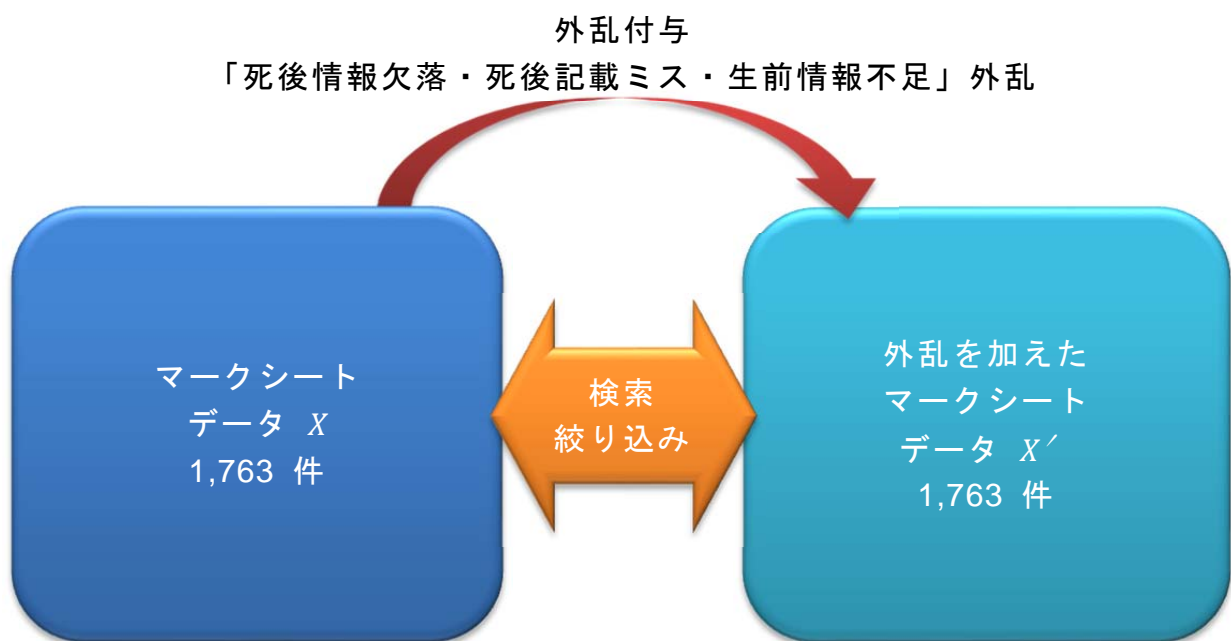 外乱付与
「死後情報欠落・死後記載ミス・生前情報不足」外乱
マークシート
データ X
1,763 件
検索
絞り込み
外乱を加えた
マークシート
データ X′
1,763 件